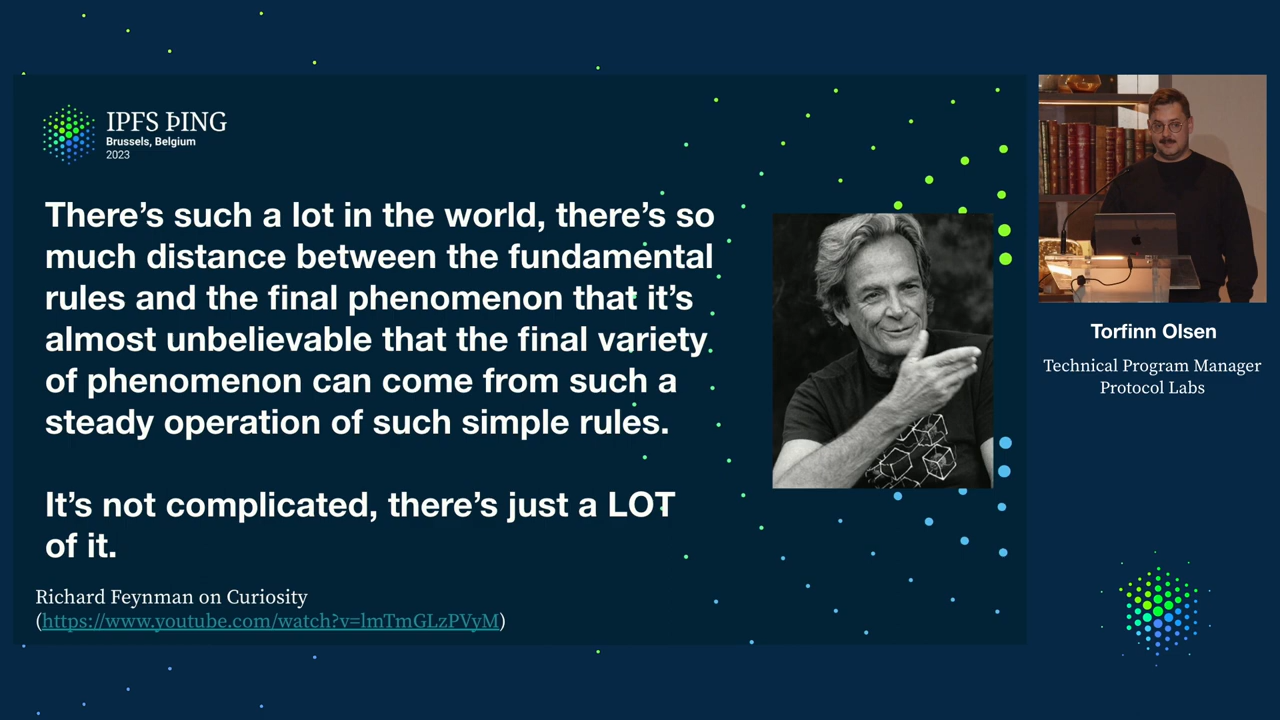 IPFS ÞING
Brussels, Belgium
2023
There’s such a lot in the world, there’s so
much distance between the fundamental
rules and the final phenomenon that it’s
almost unbelievable that the final variety
of phenomenon can come from such a
steady operation of such simple rules.
It’s not complicated, there’s just a LOT
of it.
Richard Feynman on Curiosity
(https://www.youtube.com/watch?v=lmTmGLzPVyM)
Torfinn Olsen
Technical Program Manager
Protocol Labs